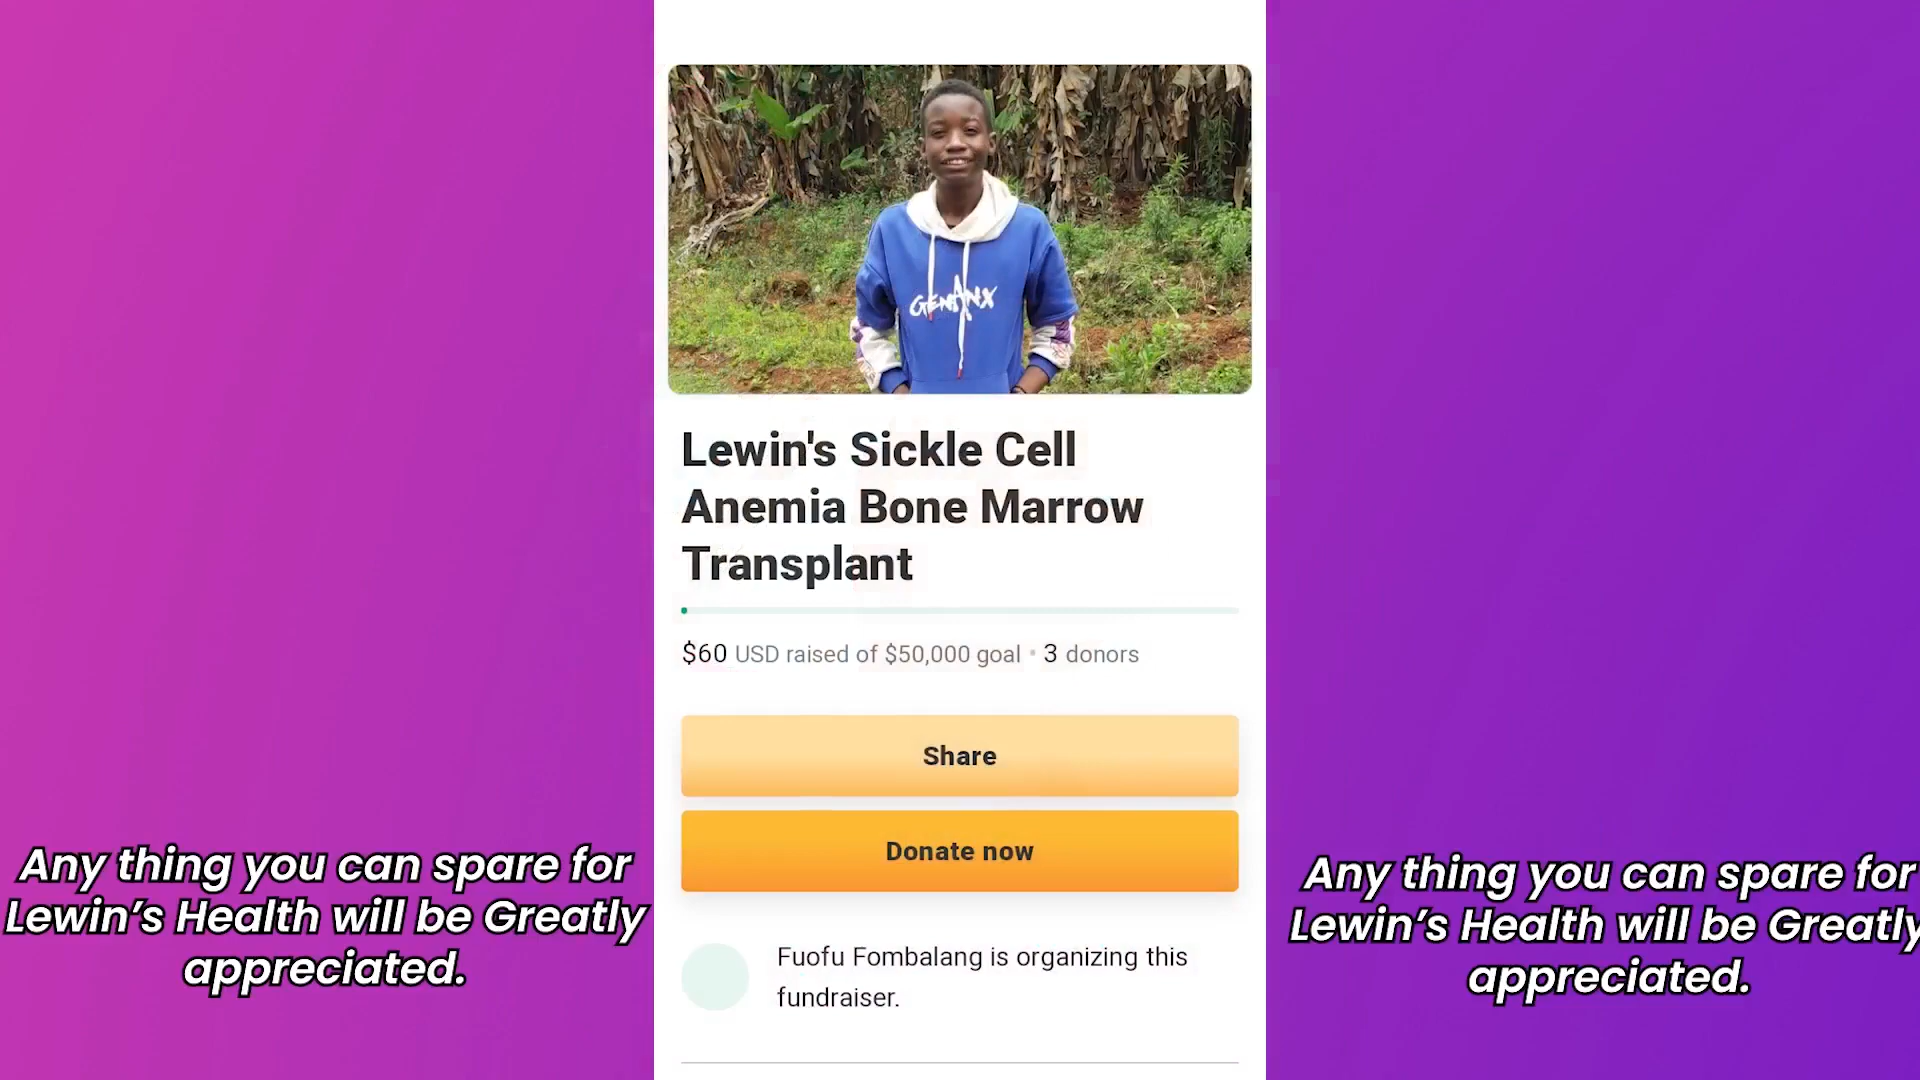 GENANX
Lewin's Sickle Cell
Anemia Bone Marrow
Transplant
$60 USD raised of $50,000 goal • 3 donors
Share
Donate now
Fuofu Fombalang is organizing this
fundraiser.
Any thing you can spare for
Lewin’s Health will be Greatly
appreciated.
Any thing you can spare for
Lewin’s Health will be Greatly
appreciated.